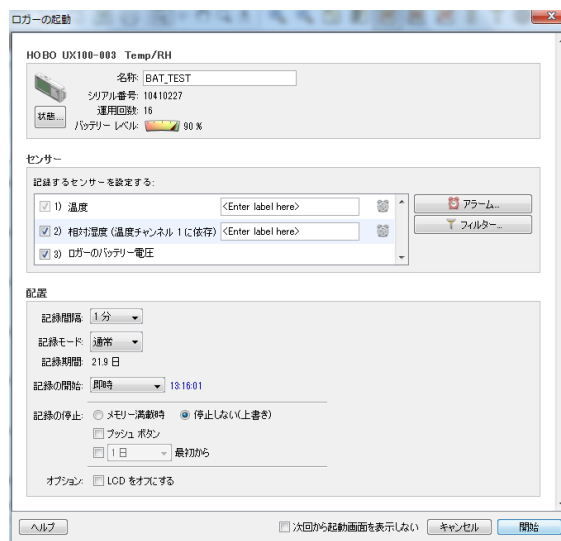 ロガーの起動
HOBO UX100-003 Temp/RH
名称: BAT_TEST
シリアル番号: 10410227
運用回数: 16
状態...
バッテリー レベル: 90 %
センサー
記録するセンサーを設定する:
1) 温度 <Enter label here>
アラーム...
2) 相対湿度 (温度チャンネル 1 に依存) <Enter label here>
フィルター...
3) ロガーのバッテリー電圧
配置
記録間隔: 1 分
記録モード: 通常
記録期間: 21.9 日
記録の開始: 即時 13:16:01
記録の停止: メモリー満載時 停止しない(上書き)
プッシュ ボタン
1 日 最初から
オプション: LCD をオフにする
ヘルプ 次回から起動画面を表示しない キャンセル 開始